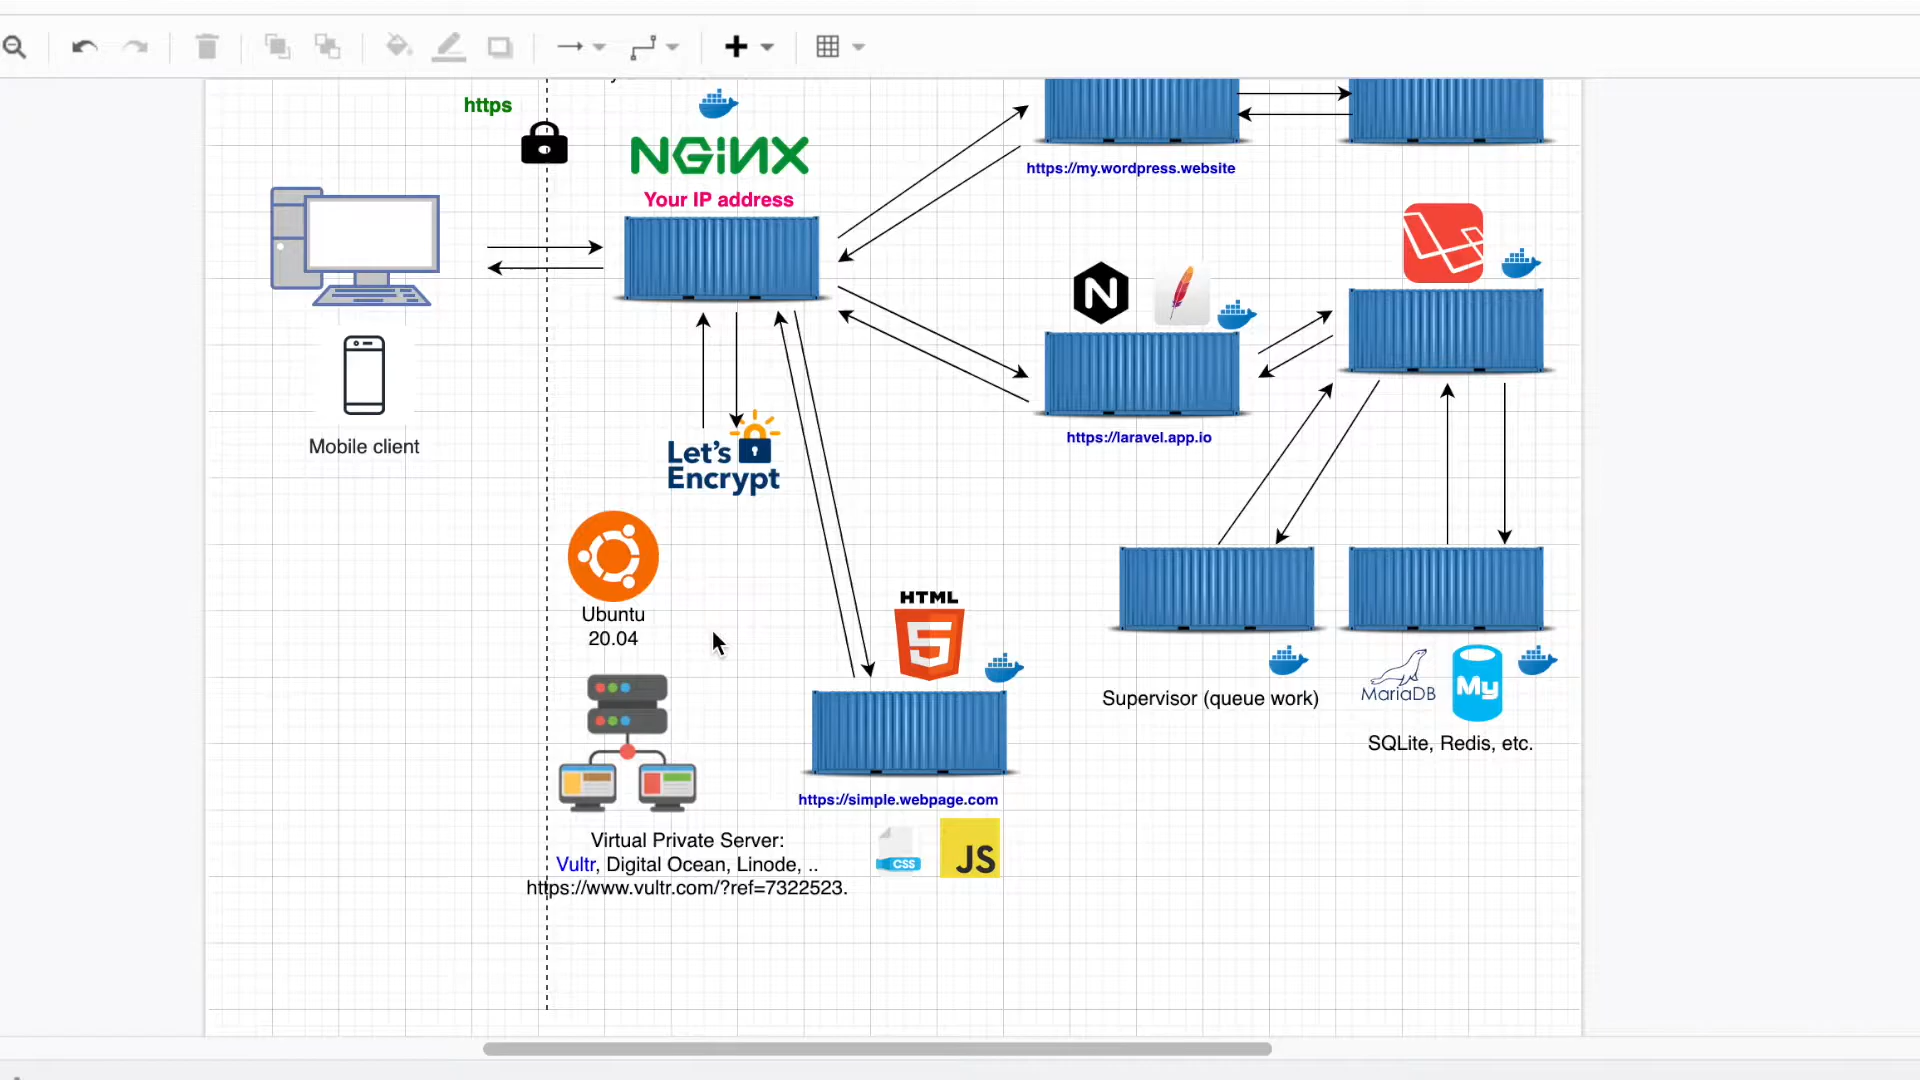 https
NGINX
Your IP address
https://my.wordpress.website
N
https://laravel.app.io
Mobile client
Let's
Encrypt
Ubuntu
20.04
HTML
5
Supervisor (queue work)
MariaDB
My
SQLite, Redis, etc.
https://simple.webpage.com
Virtual Private Server:
Vultr, Digital Ocean, Linode, ..
https://www.vultr.com/?ref=7322523.
CSS
JS